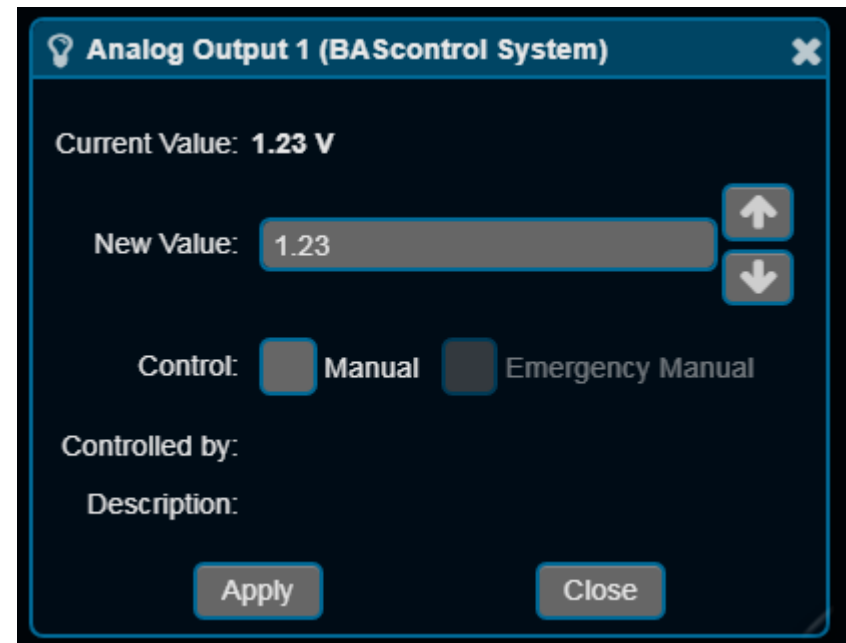 Analog Output 1 (BAScontrol System)
Current Value: 1.23 V
New Value: 1.23
Control: Manual Emergency Manual
Controlled by:
Description:
Apply Close